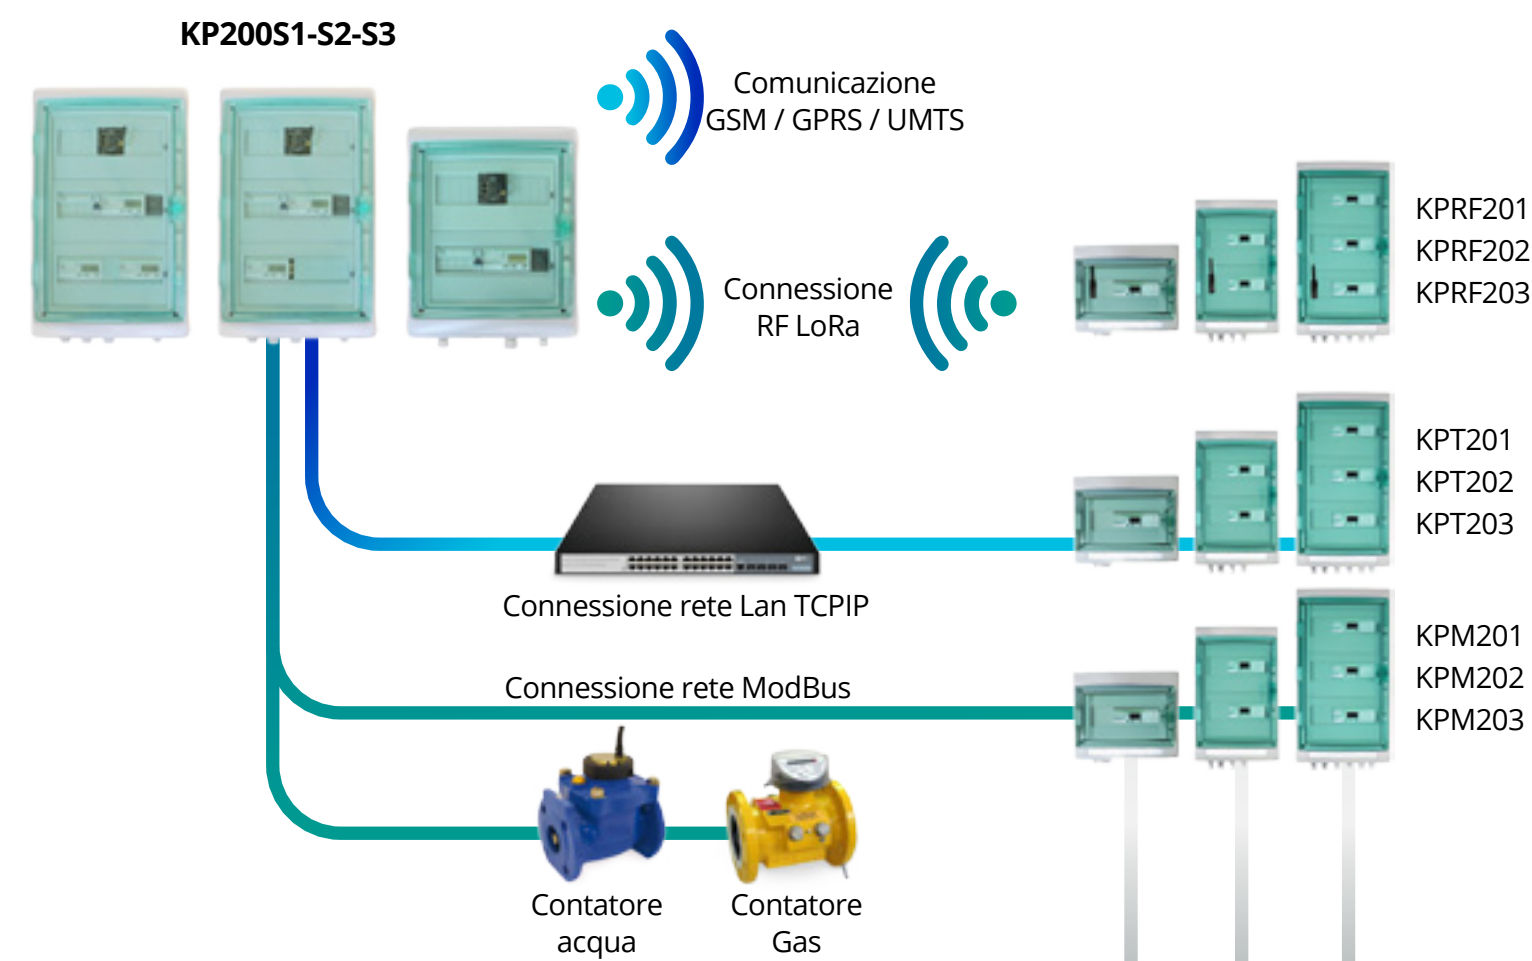 KP200S1-S2-S3
Comunicazione
GSM / GPRS / UMTS
Connessione
RF LoRa
KPRF201
KPRF202
KPRF203
KPT201
KPT202
KPT203
Connessione rete Lan TCPIP
Connessione rete ModBus
KPM201
KPM202
KPM203
Contatore
acqua
Contatore
Gas